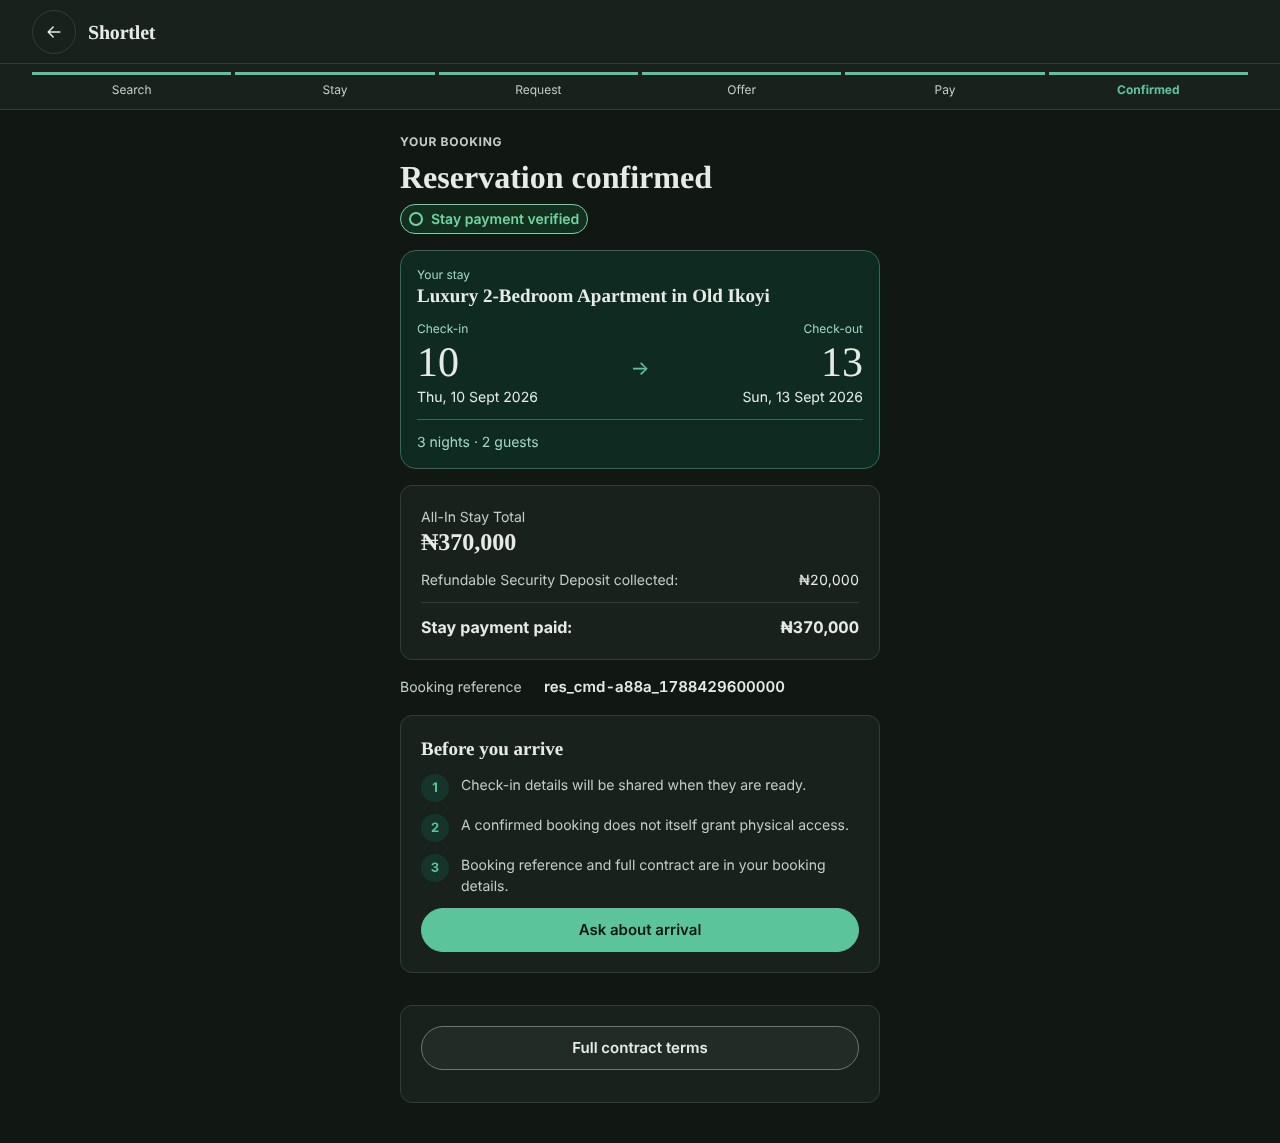 Shortlet
Search
Stay
Request
Offer
Pay
Confirmed
YOUR BOOKING
Reservation confirmed
Stay payment verified
Your stay
Luxury 2-Bedroom Apartment in Old Ikoyi
Check-in
Check-out
10
→
13
Thu, 10 Sept 2026
Sun, 13 Sept 2026
3 nights · 2 guests
All-In Stay Total
₦370,000
Refundable Security Deposit collected: ₦20,000
Stay payment paid: ₦370,000
Booking reference res_cmd-a88a_1788429600000
Before you arrive
1 Check-in details will be shared when they are ready.
2 A confirmed booking does not itself grant physical access.
3 Booking reference and full contract are in your booking
details.
Ask about arrival
Full contract terms